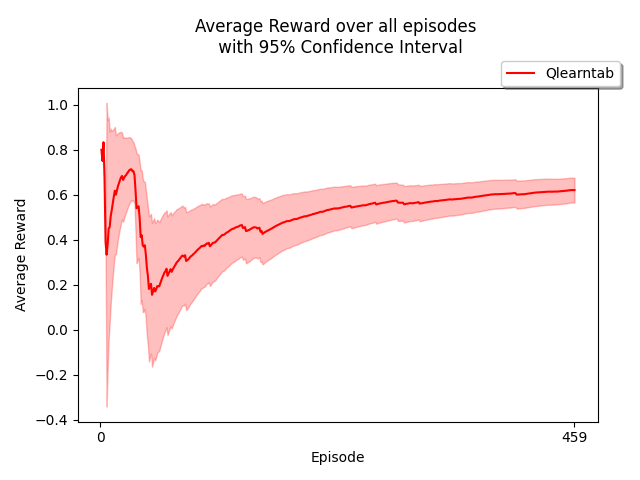 Average Reward over all episodes
with 95% Confidence Interval
Qlearntab
1.0
0.8
0.6
0.4
0.2
0.0
−0.2
−0.4
Average Reward
0
459
Episode